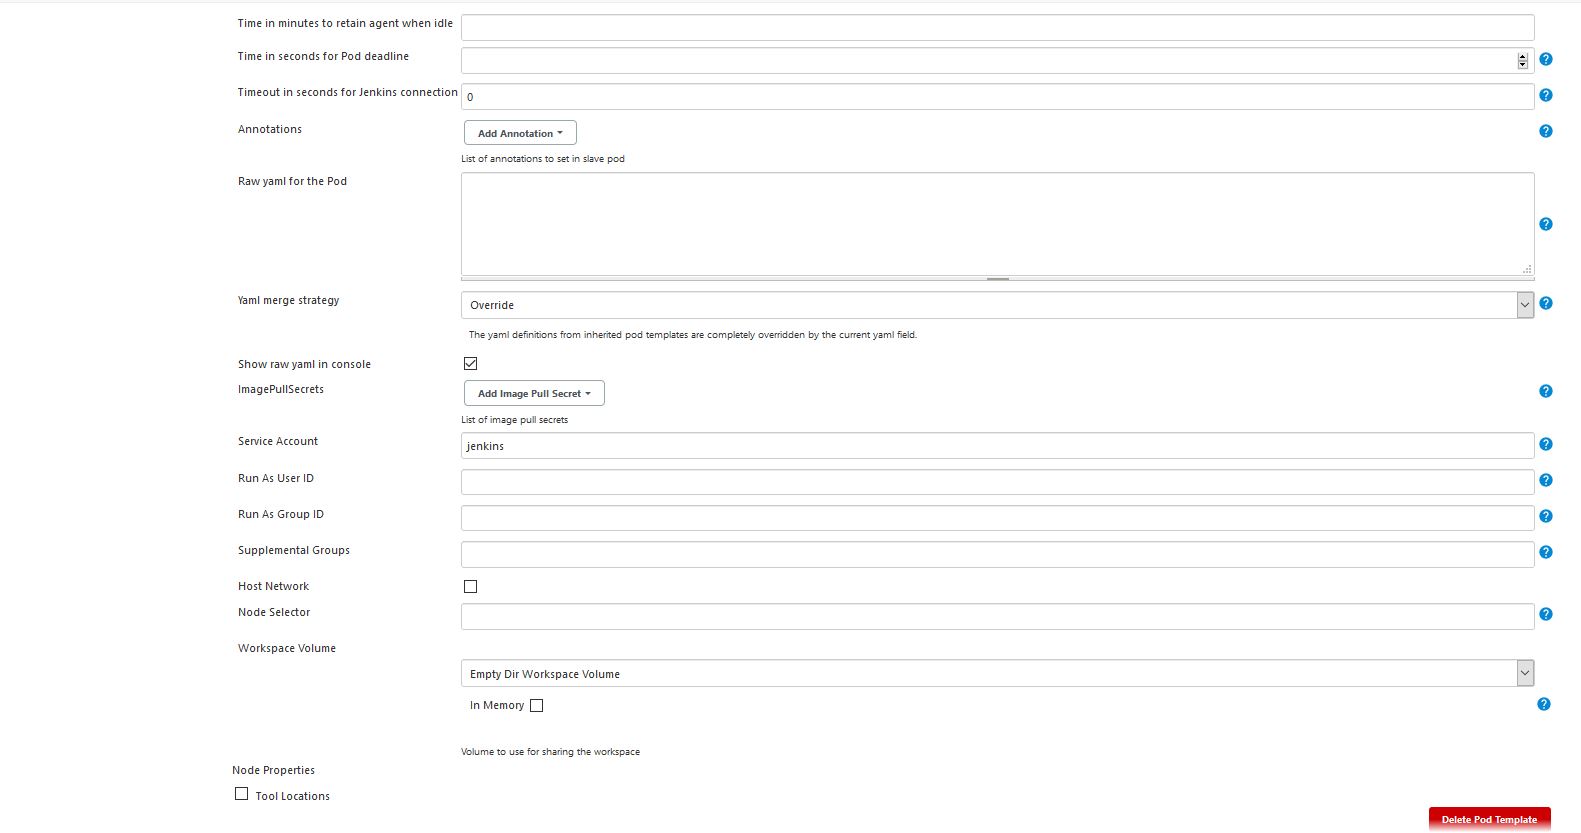 Time in minutes to retain agent when idle
Time in seconds for Pod deadline
Timeout in seconds for Jenkins connection
0
Annotations
Add Annotation
List of annotations to set in slave pod
Raw yaml for the Pod
Yaml merge strategy
Override
The yaml definitions from inherited pod templates are completely overridden by the current yaml field.
Show raw yaml in console
ImagePullSecrets
Add Image Pull Secret
List of image pull secrets
Service Account
jenkins
Run As User ID
Run As Group ID
Supplemental Groups
Host Network
Node Selector
Workspace Volume
Empty Dir Workspace Volume
In Memory
Volume to use for sharing the workspace
Node Properties
Tool Locations
Delete Pod Template